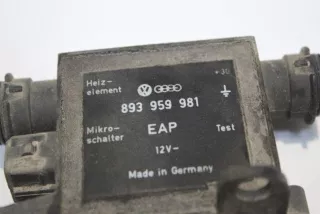 Heiz-
element
+30
893 959 981
Mikro-
schalter
EAP
Test
12V-
Made in Germany